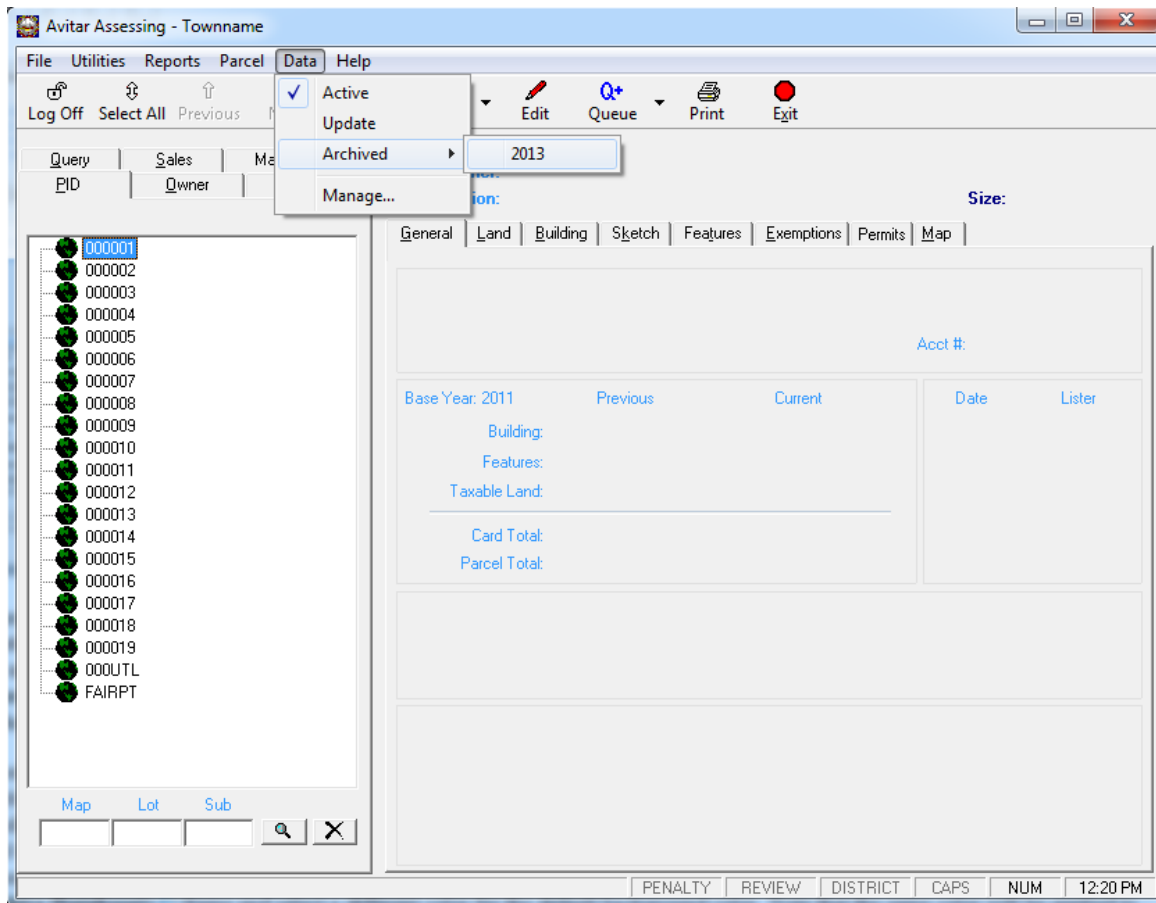 Avitar Assessing - Townname
File Utilities Reports Parcel Data Help
Log Off Select All Previous Edit Queue Print Exit
Q+
Active
Update
Archived 2013
Manage...
Query Sales
PID Owner
Size:
General Land Building Sketch Features Exemptions Permits Map
000001
000002
000003
000004
000005
000006
000007
000008
000009
000010
000011
000012
000013
000014
000015
000016
000017
000018
000019
000UTL
FAIRPT
Map Lot Sub
Acct #:
Base Year: 2011 Previous Current Date Lister
Building:
Features:
Taxable Land:
Card Total:
Parcel Total:
PENALTY REVIEW DISTRICT CAPS NUM 12:20 PM